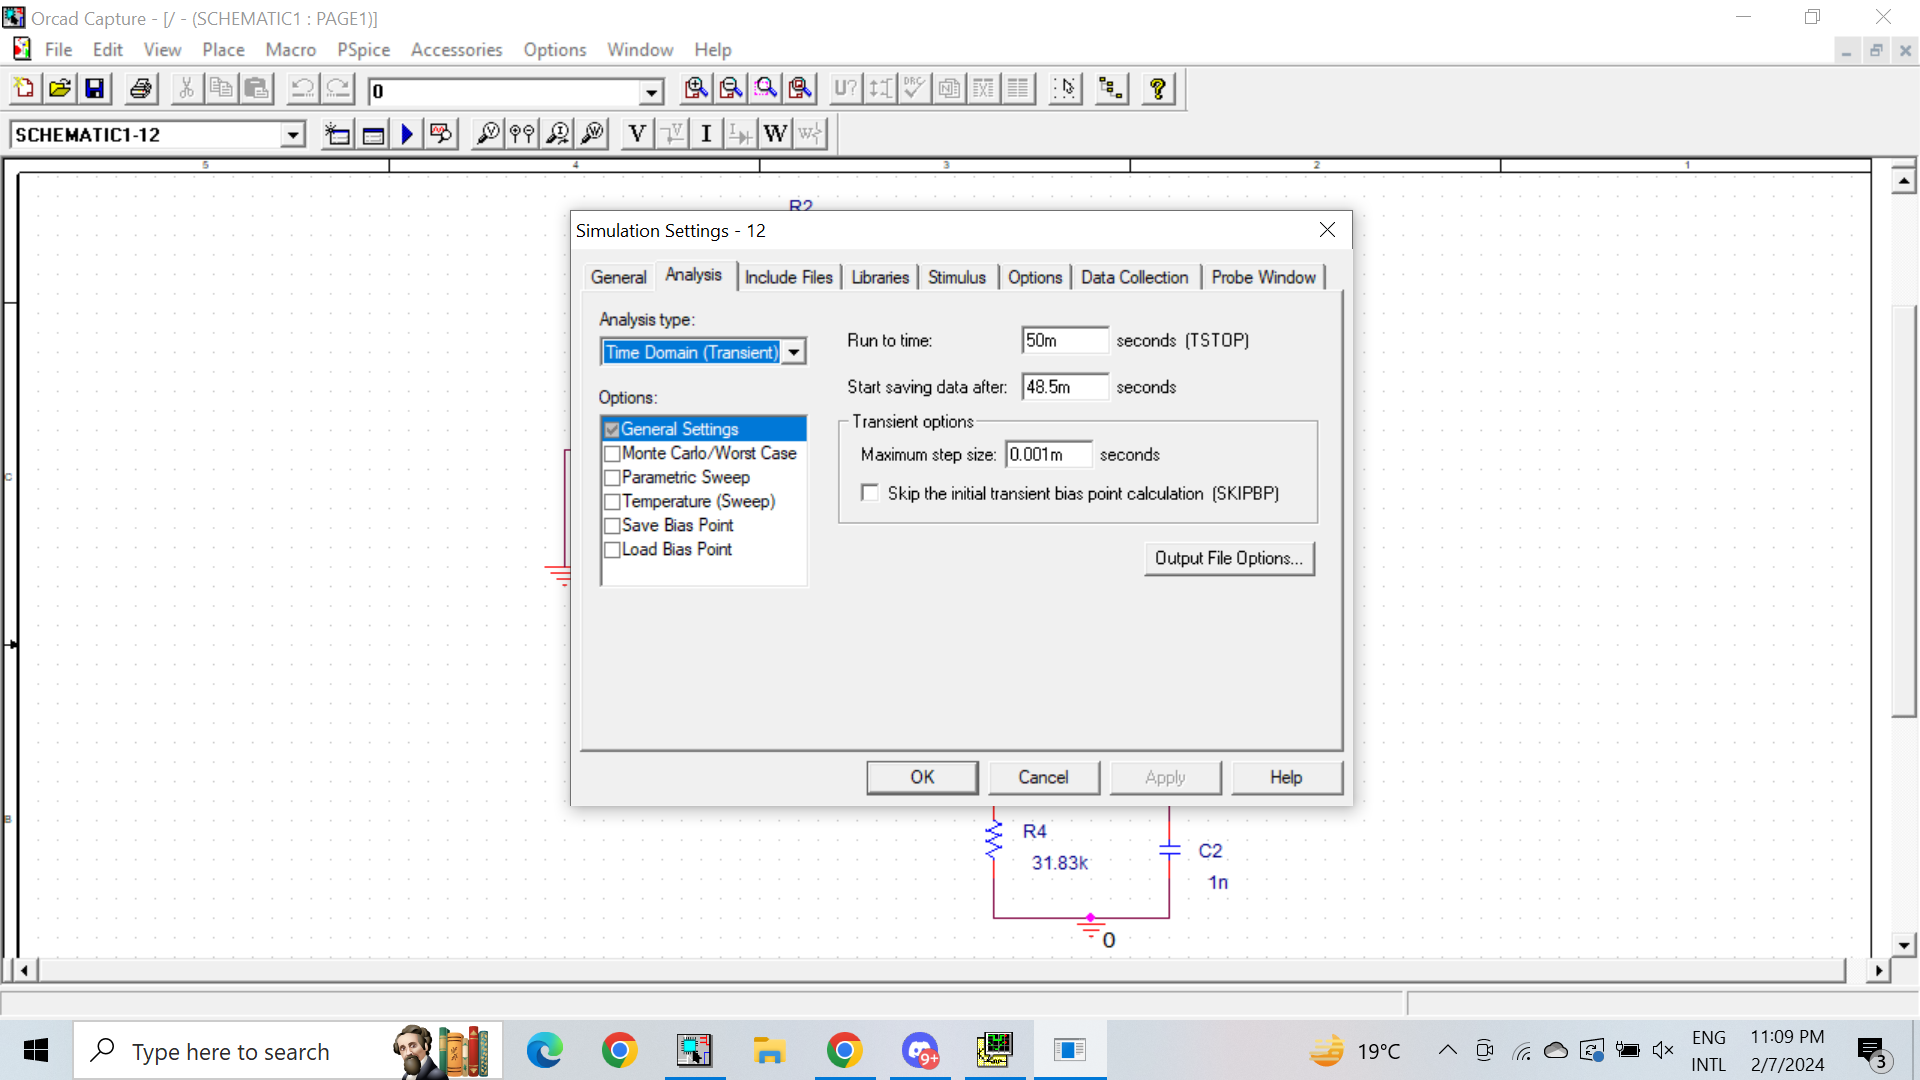 Orcad Capture - [/ - (SCHEMATIC1 : PAGE1)]
File Edit View Place Macro PSpice Accessories Options Window Help
0
U? DRC
SCHEMATIC1-12
V V I I W W
5 4 3 2 1
R2
Simulation Settings - 12
General Analysis Include Files Libraries Stimulus Options Data Collection Probe Window
Analysis type:
Time Domain (Transient)
Run to time: 50m seconds (TSTOP)
Start saving data after: 48.5m seconds
Options:
General Settings
Monte Carlo/Worst Case
Parametric Sweep
Temperature (Sweep)
Save Bias Point
Load Bias Point
Transient options
Maximum step size: 0.001m seconds
Skip the initial transient bias point calculation (SKIPBP)
Output File Options...
OK Cancel Apply Help
C
B
R4
31.83k
C2
1n
0
Type here to search
9+
19°C
ENG
INTL
11:09 PM
2/7/2024
3